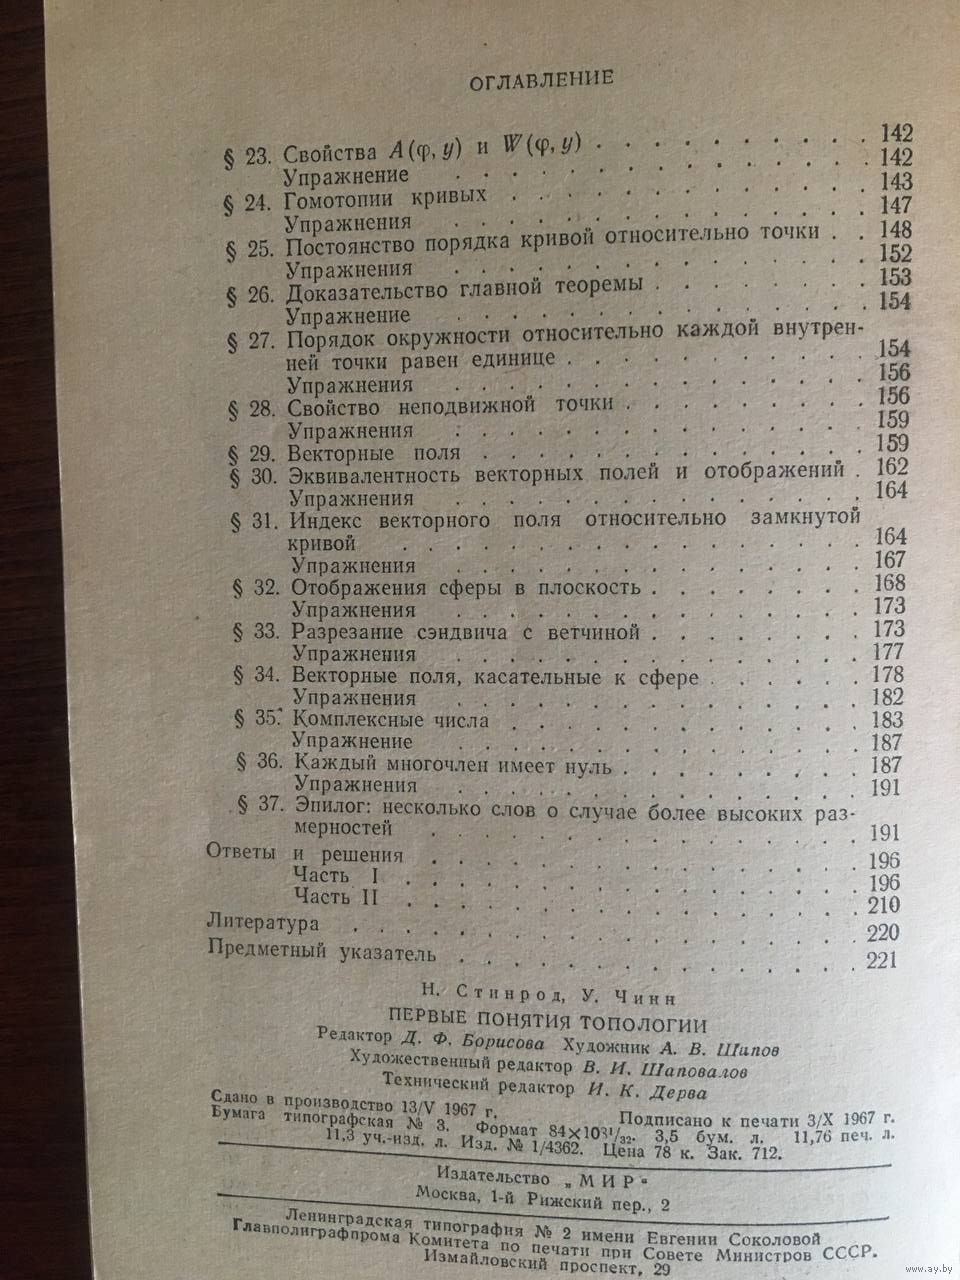 ОГЛАВЛЕНИЕ
§ 23. Свойства A(φ, y) и W(φ, y) . . . . . . . . . . 142
Упражнение . . . . . . . . . . . . . . 142
§ 24. Гомотопии кривых . . . . . . . . . . . . . 143
Упражнения . . . . . . . . . . . . . . 147
§ 25. Постоянство порядка кривой относительно точки . . 148
Упражнения . . . . . . . . . . . . . . 152
§ 26. Доказательство главной теоремы . . . . . . . . 153
Упражнение . . . . . . . . . . . . . . 154
§ 27. Порядок окружности относительно каждой внутрен-
ней точки равен единице . . . . . . . . . . . 154
Упражнения . . . . . . . . . . . . . . 156
§ 28. Свойство неподвижной точки . . . . . . . . . 156
Упражнения . . . . . . . . . . . . . . 159
§ 29. Векторные поля . . . . . . . . . . . . . . 159
§ 30. Эквивалентность векторных полей и отображений . 162
Упражнения . . . . . . . . . . . . . . 164
§ 31. Индекс векторного поля относительно замкнутой
кривой . . . . . . . . . . . . . . . . 164
Упражнения . . . . . . . . . . . . . . 167
§ 32. Отображения сферы в плоскость . . . . . . . . 168
Упражнения . . . . . . . . . . . . . . 173
§ 33. Разрезание сэндвича с ветчиной . . . . . . . . 173
Упражнения . . . . . . . . . . . . . . 177
§ 34. Векторные поля, касательные к сфере . . . . . . 178
Упражнения . . . . . . . . . . . . . . 182
§ 35. Комплексные числа . . . . . . . . . . . . . 183
Упражнение . . . . . . . . . . . . . . 187
§ 36. Каждый многочлен имеет нуль . . . . . . . . . 187
Упражнения . . . . . . . . . . . . . . 191
§ 37. Эпилог: несколько слов о случае более высоких раз-
мерностей . . . . . . . . . . . . . . . 191
Ответы и решения . . . . . . . . . . . . . . . 196
Часть I . . . . . . . . . . . . . . . . 196
Часть II . . . . . . . . . . . . . . . . 210
Литература . . . . . . . . . . . . . . . . . . 220
Предметный указатель . . . . . . . . . . . . . . 221
Н. Стинрод, У. Чинн
ПЕРВЫЕ ПОНЯТИЯ ТОПОЛОГИИ
Редактор Д. Ф. Борисова Художник А. В. Шипов
Художественный редактор В. И. Шаповалов
Технический редактор И. К. Дерва
Сдано в производство 13/V 1967 г. Подписано к печати 3/X 1967 г.
Бумага типографская № 3. Формат 84×103¹/₃₂. 3,5 бум. л. 11,76 печ. л.
11,3 уч.-изд. л. Изд. № 1/4362. Цена 78 к. Зак. 712.
Издательство „МИР“
Москва, 1-й Рижский пер., 2
Ленинградская типография № 2 имени Евгении Соколовой
Главполиграфпрома Комитета по печати при Совете Министров СССР.
Измайловский проспект, 29
www.ay.by